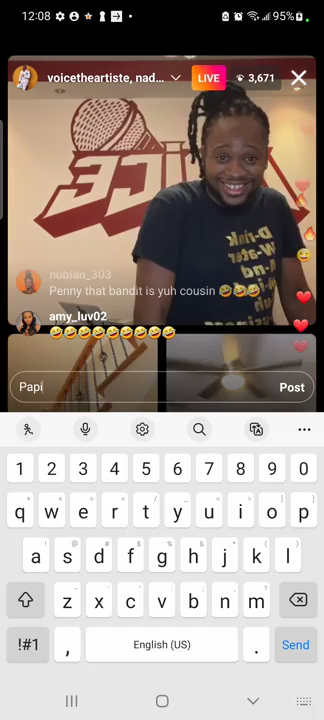 12:08
95%
voicetheartiste, nad...
LIVE
3,671
nubian_303
Penny that bandit is yuh cousin 🤣🤣🤣
amy_luv02
🤣🤣🤣🤣🤣🤣🤣🤣🤣
Papi
Post
1 2 3 4 5 6 7 8 9 0
q w e r t y u i o p
a s d f g h j k l
z x c v b n m
!#1 , English (US) . Send